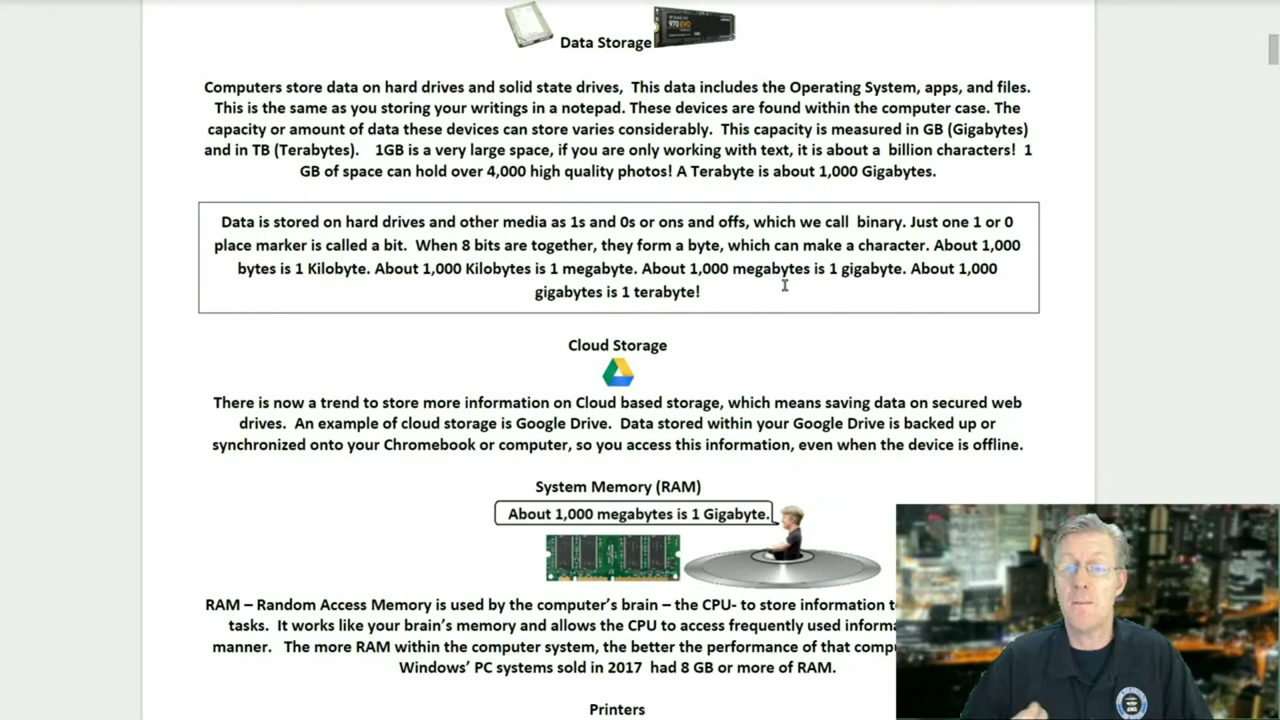 970 EVO
Data Storage
Computers store data on hard drives and solid state drives,  This data includes the Operating System, apps, and files.
This is the same as you storing your writings in a notepad. These devices are found within the computer case. The
capacity or amount of data these devices can store varies considerably.  This capacity is measured in GB (Gigabytes)
and in TB (Terabytes).    1GB is a very large space, if you are only working with text, it is about a  billion characters!  1
GB of space can hold over 4,000 high quality photos! A Terabyte is about 1,000 Gigabytes.
Data is stored on hard drives and other media as 1s and 0s or ons and offs, which we call  binary. Just one 1 or 0
place marker is called a bit.  When 8 bits are together, they form a byte, which can make a character. About 1,000
bytes is 1 Kilobyte. About 1,000 Kilobytes is 1 megabyte. About 1,000 megabytes is 1 gigabyte. About 1,000
gigabytes is 1 terabyte!
Cloud Storage
There is now a trend to store more information on Cloud based storage, which means saving data on secured web
drives.  An example of cloud storage is Google Drive.  Data stored within your Google Drive is backed up or
synchronized onto your Chromebook or computer, so you access this information, even when the device is offline.
System Memory (RAM)
About 1,000 megabytes is 1 Gigabyte.
RAM – Random Access Memory is used by the computer's brain – the CPU- to store information
tasks.  It works like your brain's memory and allows the CPU to access frequently used
manner.   The more RAM within the computer system, the better the performance of that
Windows' PC systems sold in 2017  had 8 GB or more of RAM.
Printers